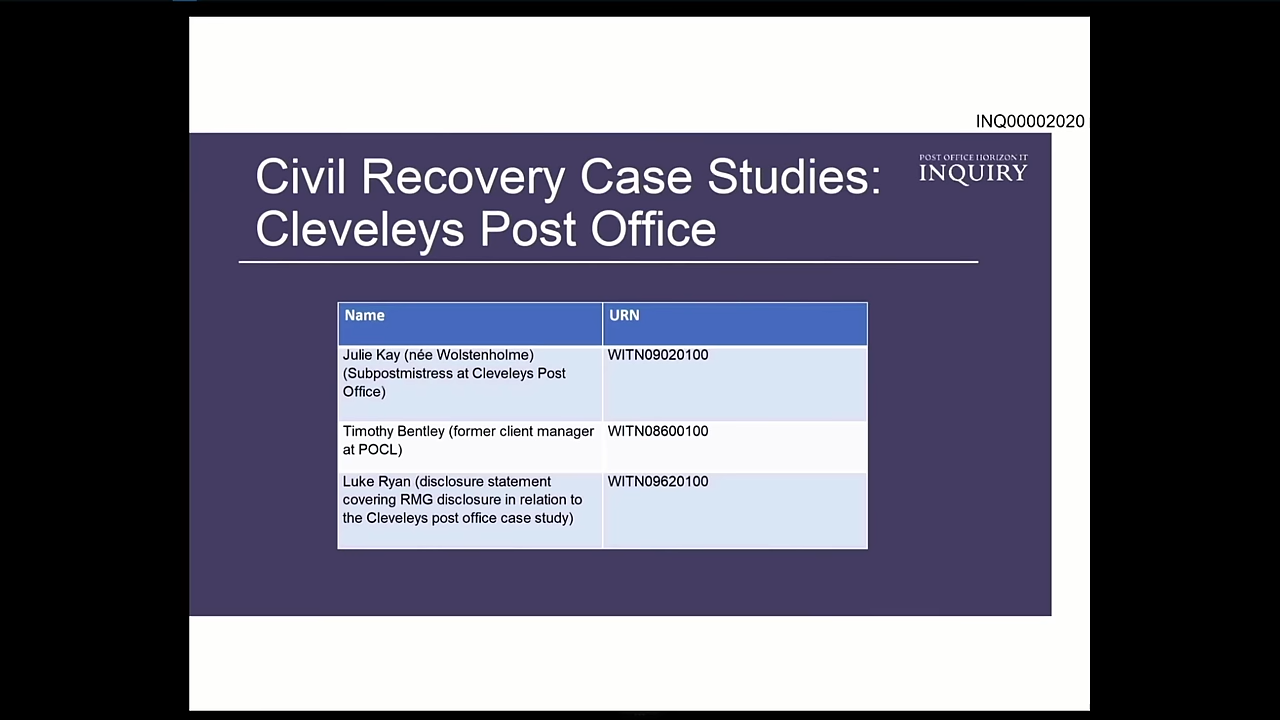 INQ00002020
Civil Recovery Case Studies:
Cleveleys Post Office
POST OFFICE HORIZON IT
INQUIRY
Name
URN
Julie Kay (née Wolstenholme)
(Subpostmistress at Cleveleys Post
Office)
WITN09020100
Timothy Bentley (former client manager
at POCL)
WITN08600100
Luke Ryan (disclosure statement
covering RMG disclosure in relation to
the Cleveleys post office case study)
WITN09620100